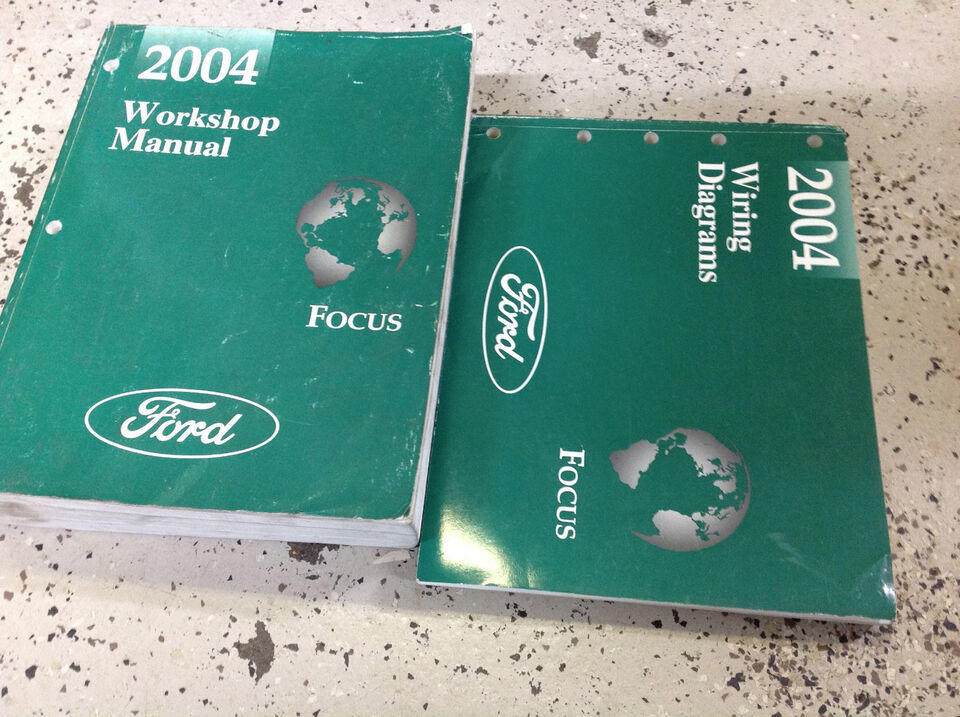 2004
Workshop
Manual
FOCUS
Ford
2004
Wiring
Diagrams
Ford
FOCUS